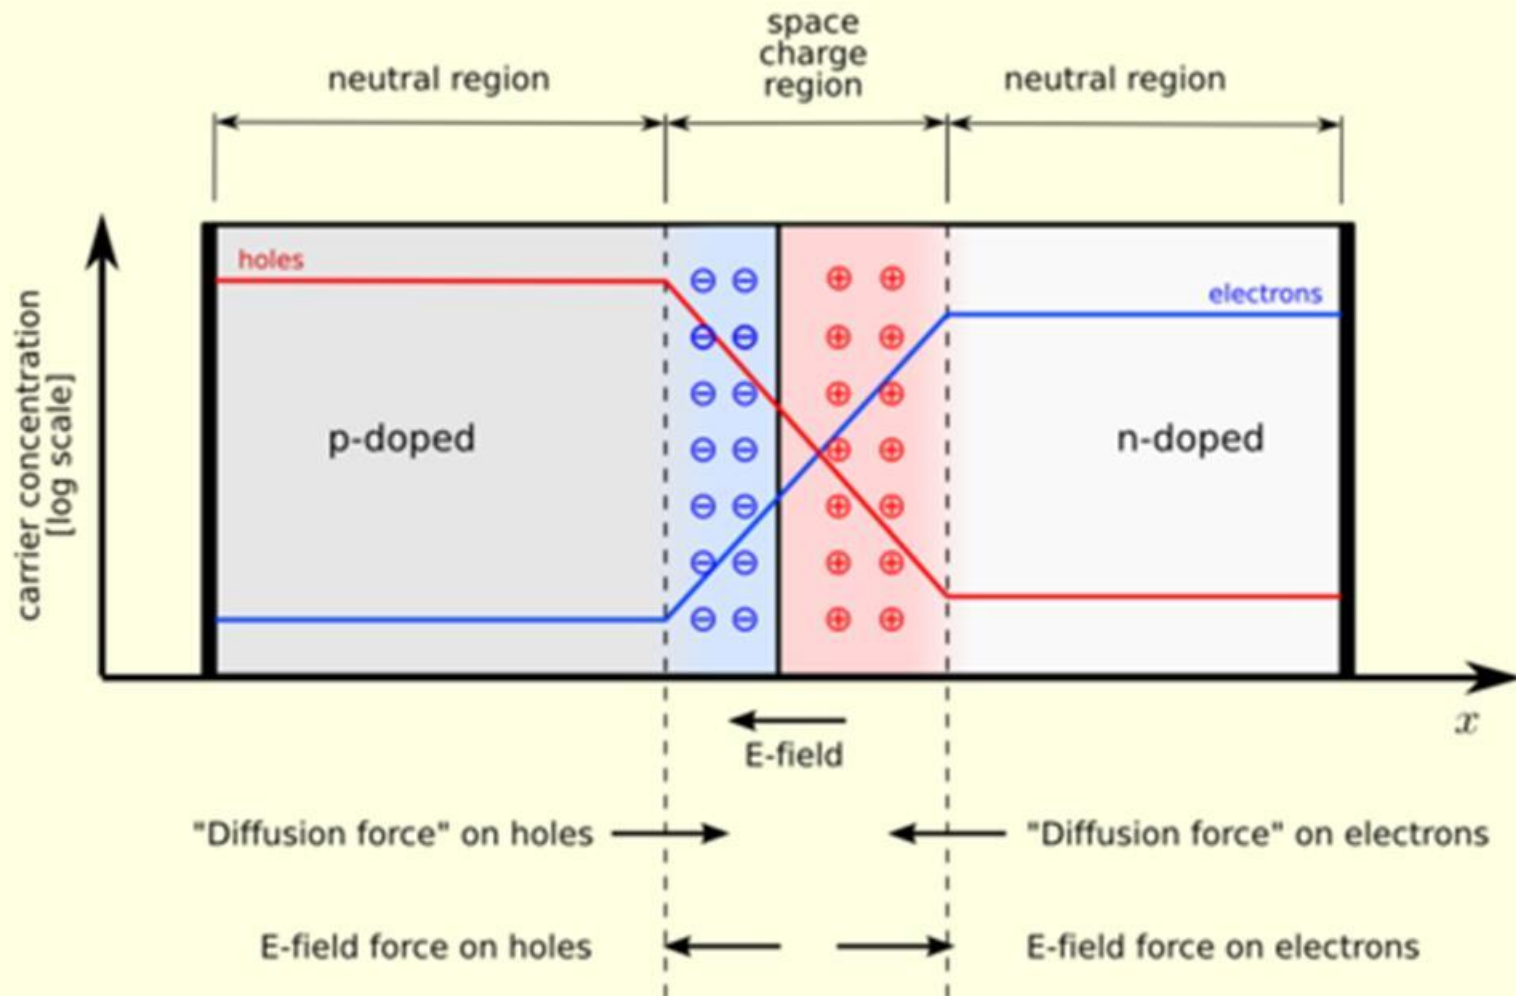 space
charge
region
neutral region
neutral region
holes
electrons
carrier concentration
[log scale]
p-doped
n-doped
x
E-field
"Diffusion force" on holes
"Diffusion force" on electrons
E-field force on holes
E-field force on electrons